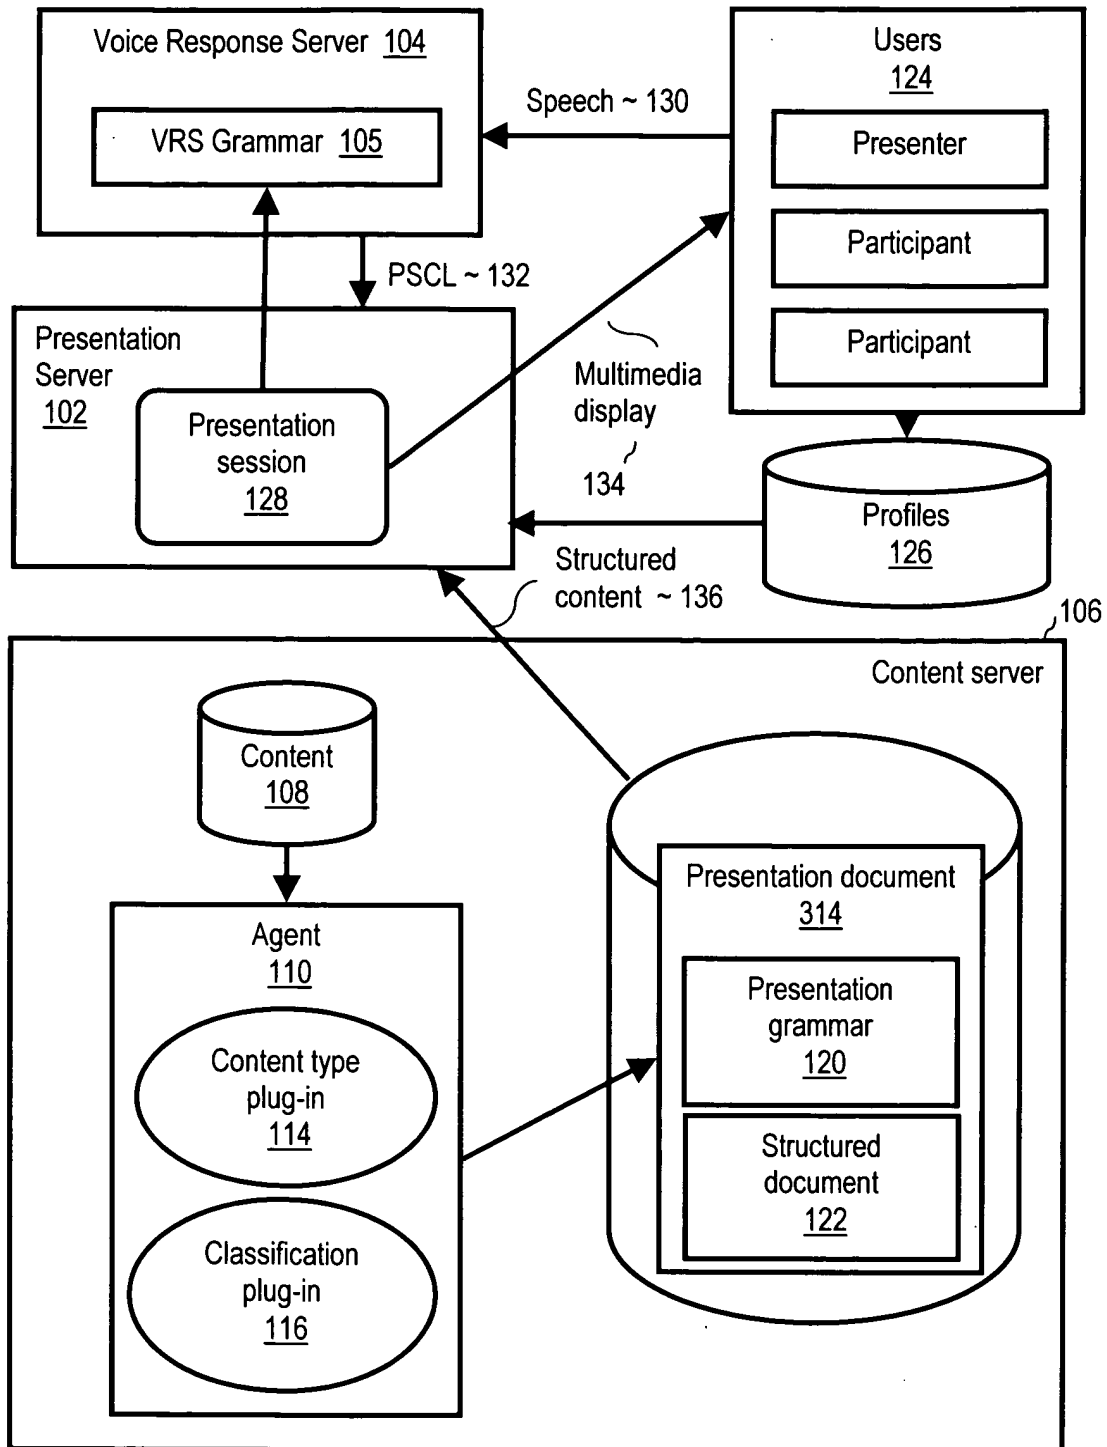 Voice Response Server 104
VRS Grammar 105
Speech ~ 130
Users
124
Presenter
Participant
Participant
PSCL ~ 132
Presentation
Server
102
Presentation
session
128
Multimedia
display
134
Profiles
126
Structured
content ~ 136
106
Content server
Content
108
Agent
110
Content type
plug-in
114
Classification
plug-in
116
Presentation document
314
Presentation
grammar
120
Structured
document
122